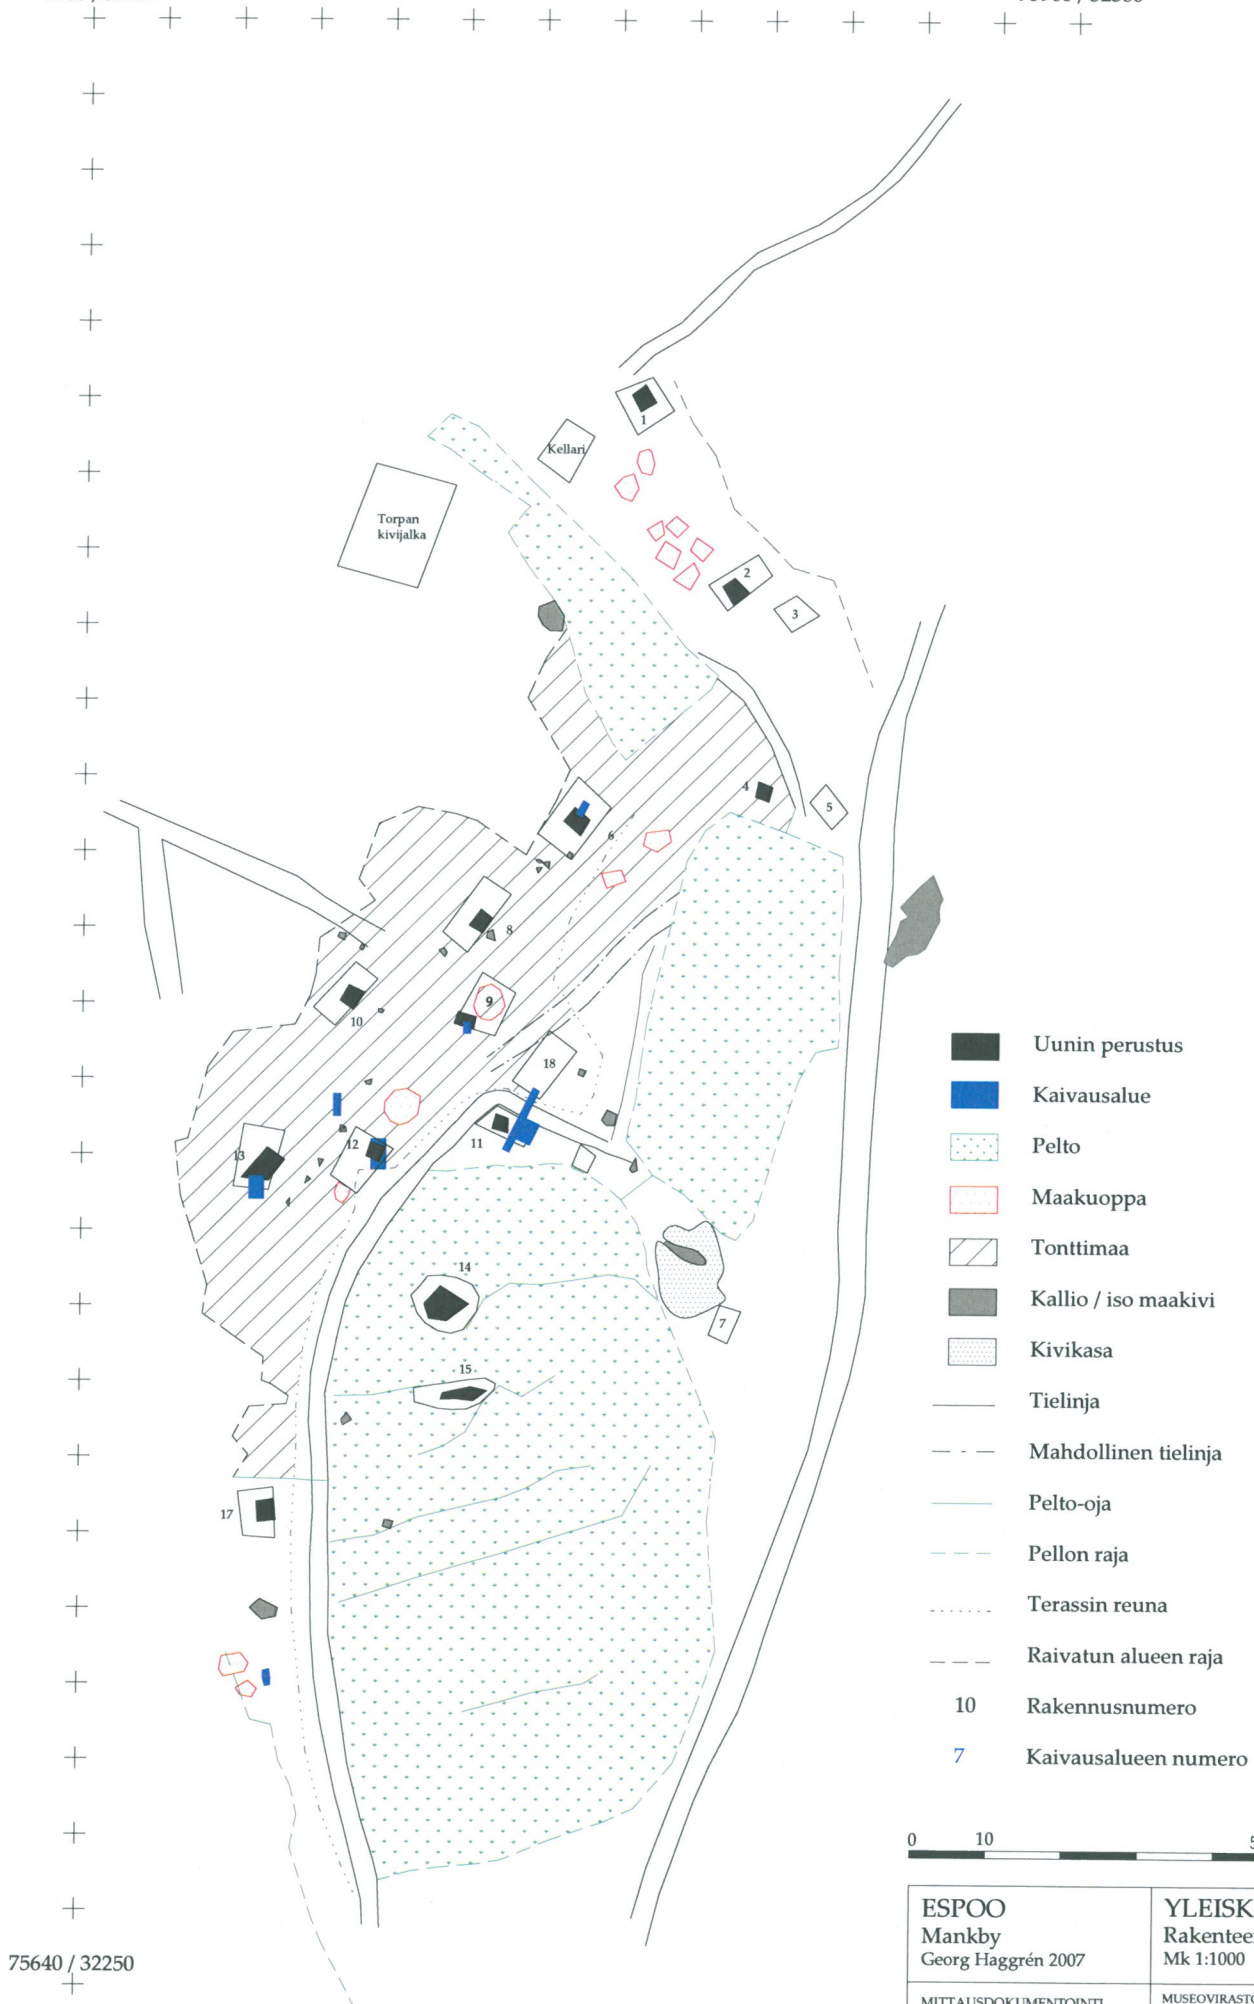 1
Kellari
Torpan
kivijalka
2
3
4
5
6
8
9
10
18
11
12
13
14
7
15
17
Uunin perustus
Kaivausalue
Pelto
Maakuoppa
Tonttimaa
Kallio / iso maakivi
Kivikasa
Tielinja
Mahdollinen tielinja
Pelto-oja
Pellon raja
Terassin reuna
Raivatun alueen raja
10 Rakennusnumero
7 Kaivausalueen numero
0 10
ESPOO
Mankby
Georg Haggrén 2007
Mk 1:1000
75640 / 32250
MITTAUSDOKUMENTOINTI